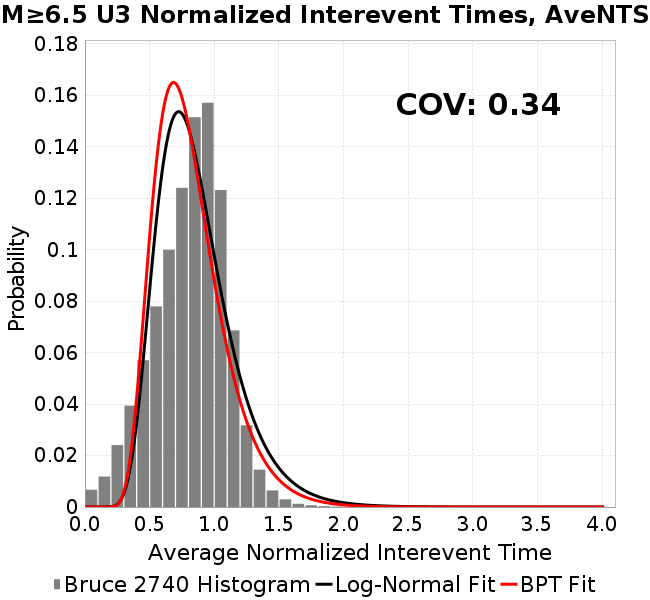 M≥6.5 U3 Normalized Interevent Times, AveNTS
COV: 0.34
Probability
0.18
0.16
0.14
0.12
0.1
0.08
0.06
0.04
0.02
0
0.0 0.5 1.0 1.5 2.0 2.5 3.0 3.5 4.0
Average Normalized Interevent Time
Bruce 2740 Histogram Log-Normal Fit BPT Fit